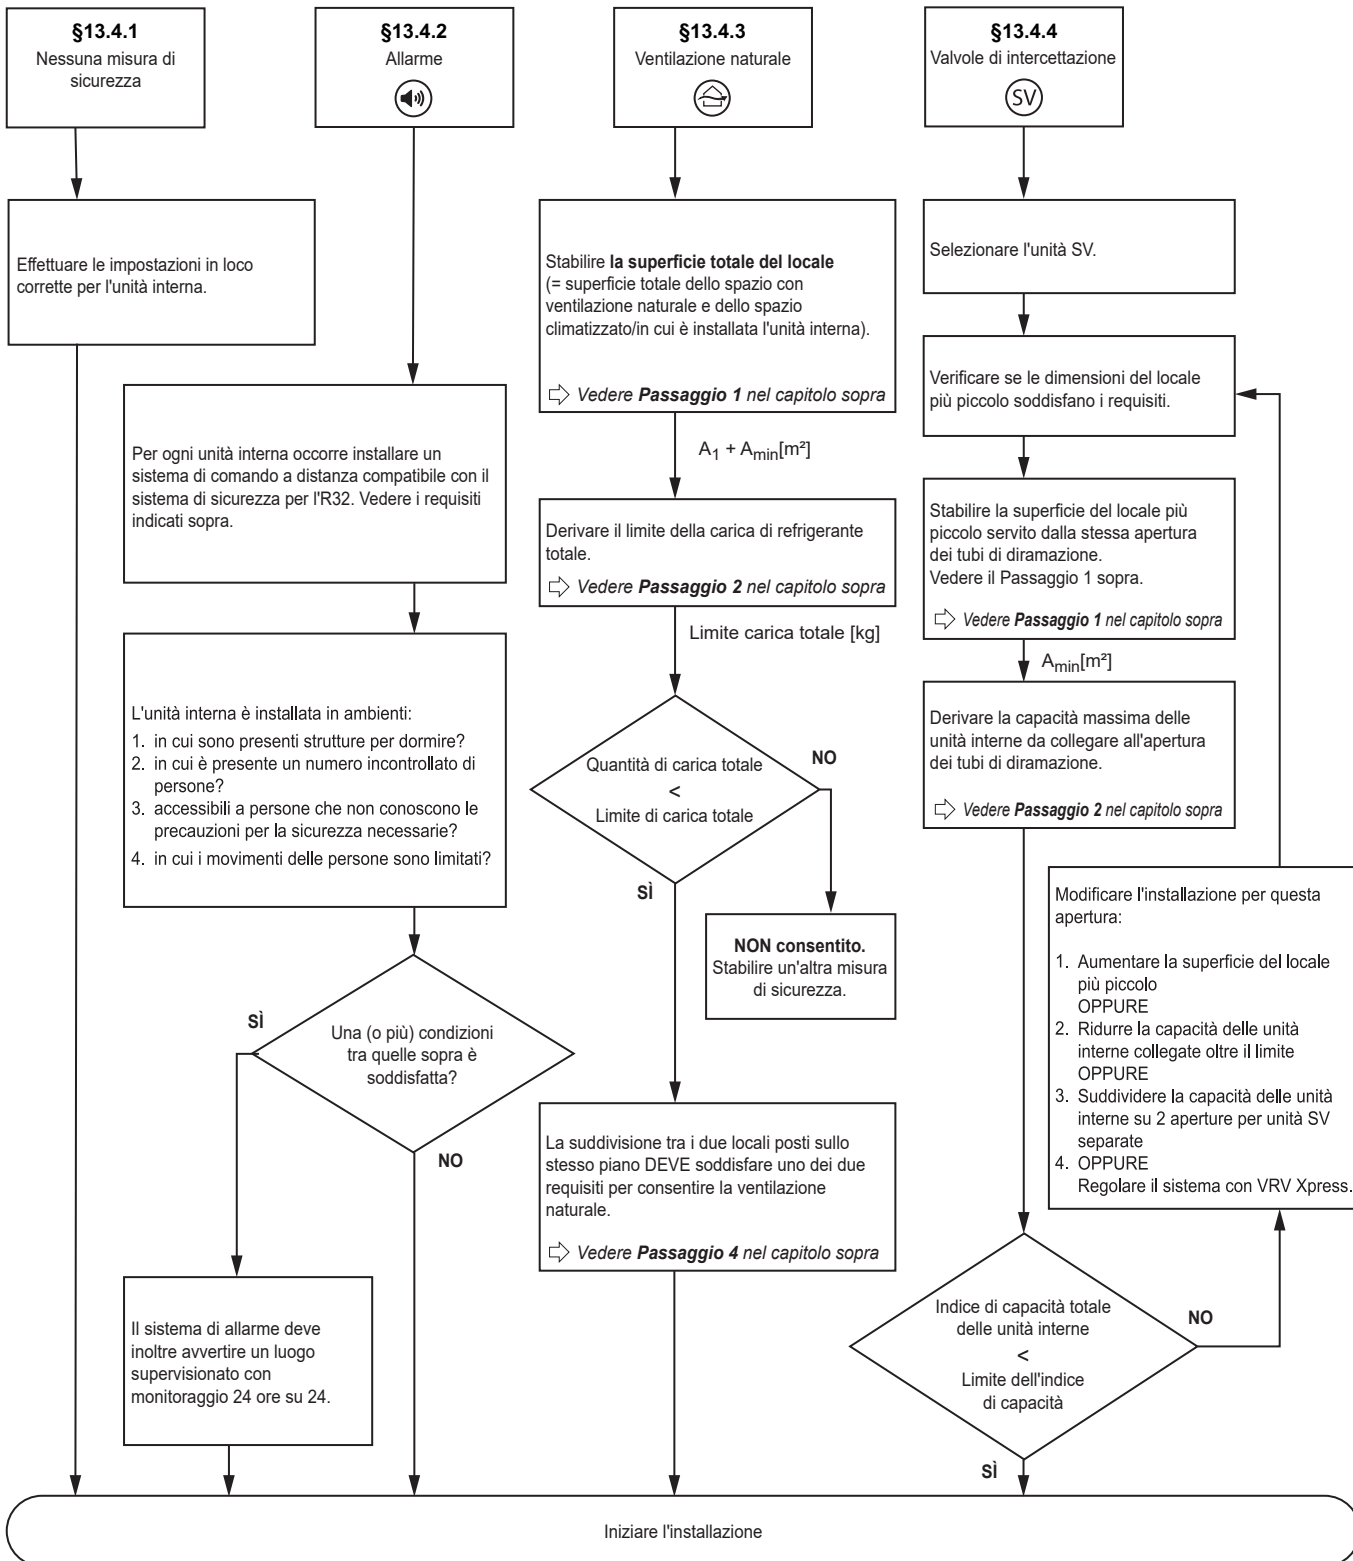 §13.4.1
Nessuna misura di
sicurezza
§13.4.2
Allarme
§13.4.3
Ventilazione naturale
§13.4.4
Valvole di intercettazione
SV
Effettuare le impostazioni in loco
corrette per l'unità interna.
Per ogni unità interna occorre installare un
sistema di comando a distanza compatibile con il
sistema di sicurezza per l'R32. Vedere i requisiti
indicati sopra.
L'unità interna è installata in ambienti:
1. in cui sono presenti strutture per dormire?
2. in cui è presente un numero incontrollato di
persone?
3. accessibili a persone che non conoscono le
precauzioni per la sicurezza necessarie?
4. in cui i movimenti delle persone sono limitati?
SÌ
Una (o più) condizioni
tra quelle sopra è
soddisfatta?
NO
Il sistema di allarme deve
inoltre avvertire un luogo
supervisionato con
monitoraggio 24 ore su 24.
Stabilire la superficie totale del locale
(= superficie totale dello spazio con
ventilazione naturale e dello spazio
climatizzato/in cui è installata l'unità interna).
Vedere Passaggio 1 nel capitolo sopra
A1 + Amin[m²]
Derivare il limite della carica di refrigerante
totale.
Vedere Passaggio 2 nel capitolo sopra
Limite carica totale [kg]
Quantità di carica totale
<
Limite di carica totale
NO
SÌ
NON consentito.
Stabilire un'altra misura
di sicurezza.
La suddivisione tra i due locali posti sullo
stesso piano DEVE soddisfare uno dei due
requisiti per consentire la ventilazione
naturale.
Vedere Passaggio 4 nel capitolo sopra
Selezionare l'unità SV.
Verificare se le dimensioni del locale
più piccolo soddisfano i requisiti.
Stabilire la superficie del locale più
piccolo servito dalla stessa apertura
dei tubi di diramazione.
Vedere il Passaggio 1 sopra.
Vedere Passaggio 1 nel capitolo sopra
Amin[m²]
Derivare la capacità massima delle
unità interne da collegare all'apertura
dei tubi di diramazione.
Vedere Passaggio 2 nel capitolo sopra
Modificare l'installazione per questa
apertura:
1. Aumentare la superficie del locale
più piccolo
OPPURE
2. Ridurre la capacità delle unità
interne collegate oltre il limite
OPPURE
3. Suddividere la capacità delle unità
interne su 2 aperture per unità SV
separate
4. OPPURE
Regolare il sistema con VRV Xpress.
Indice di capacità totale
delle unità interne
<
Limite dell'indice
di capacità
NO
SÌ
Iniziare l'installazione